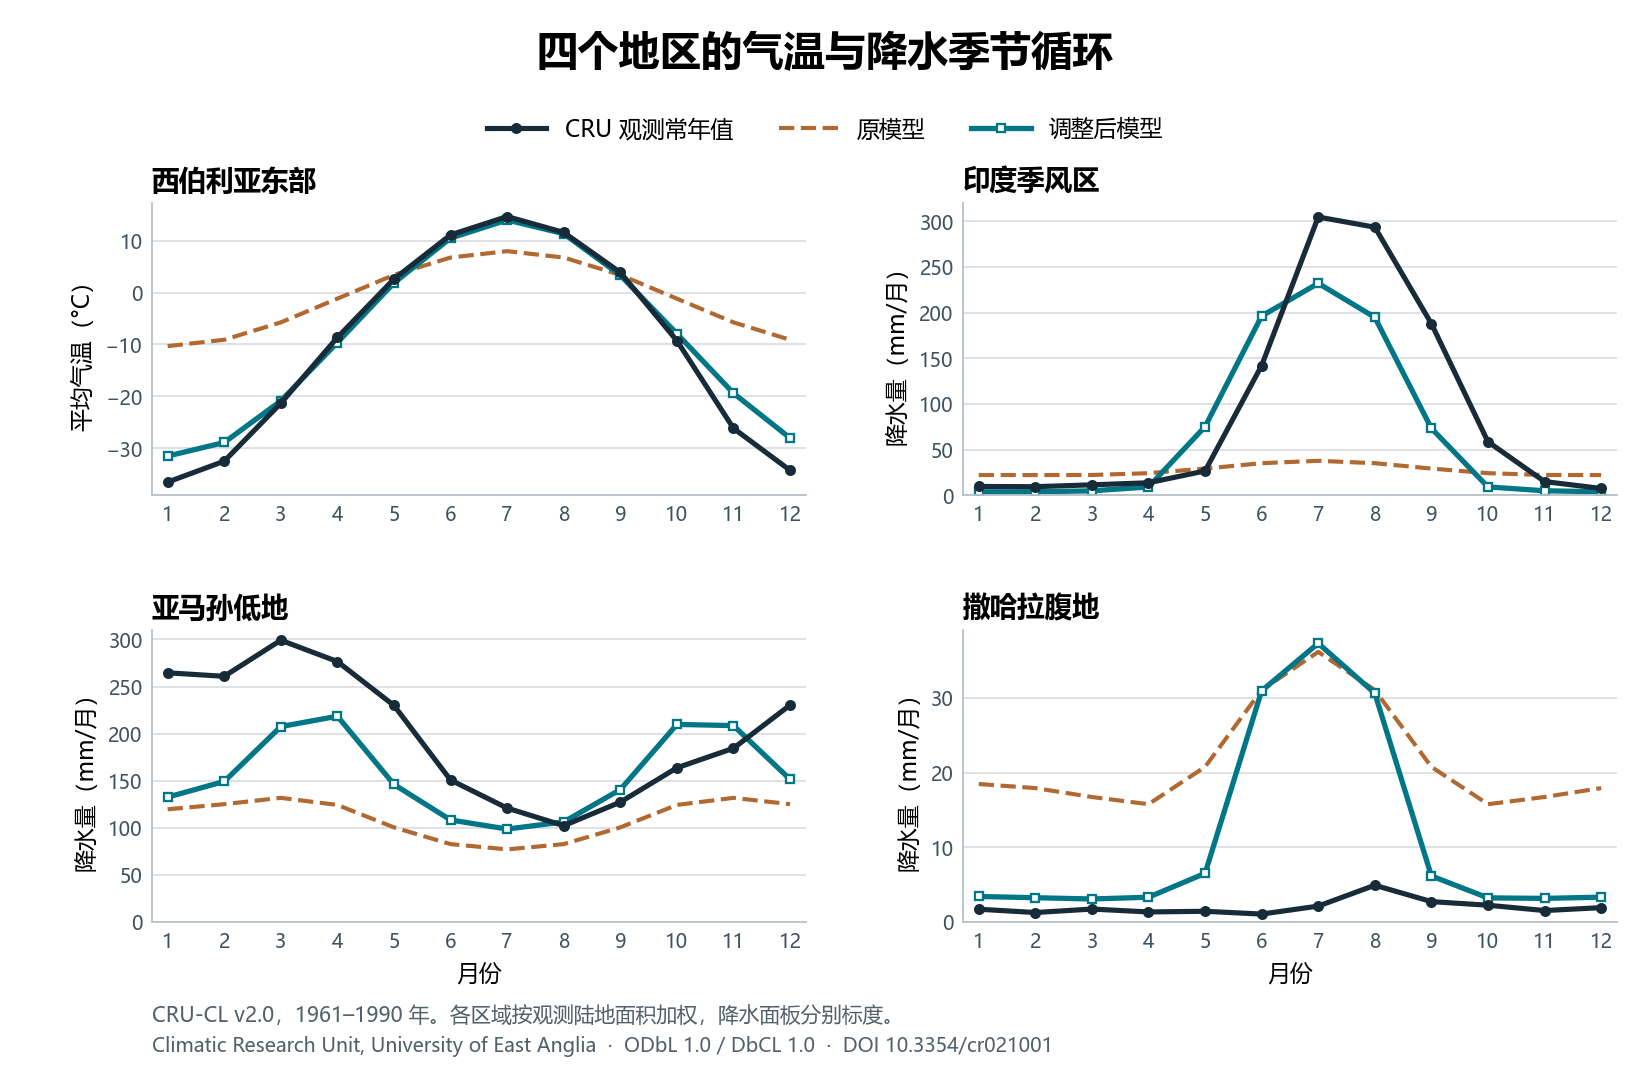 四个地区的气温与降水季节循环
CRU 观测常年值
原模型
调整后模型
西伯利亚东部
平均气温（°C）
10
0
−10
−20
−30
1 2 3 4 5 6 7 8 9 10 11 12
印度季风区
降水量（mm/月）
300
250
200
150
100
50
0
1 2 3 4 5 6 7 8 9 10 11 12
亚马孙低地
降水量（mm/月）
300
250
200
150
100
50
0
1 2 3 4 5 6 7 8 9 10 11 12
月份
撒哈拉腹地
降水量（mm/月）
30
20
10
0
1 2 3 4 5 6 7 8 9 10 11 12
月份
CRU-CL v2.0，1961–1990 年。各区域按观测陆地面积加权，降水面板分别标度。
Climatic Research Unit, University of East Anglia · ODbL 1.0 / DbCL 1.0 · DOI 10.3354/cr021001